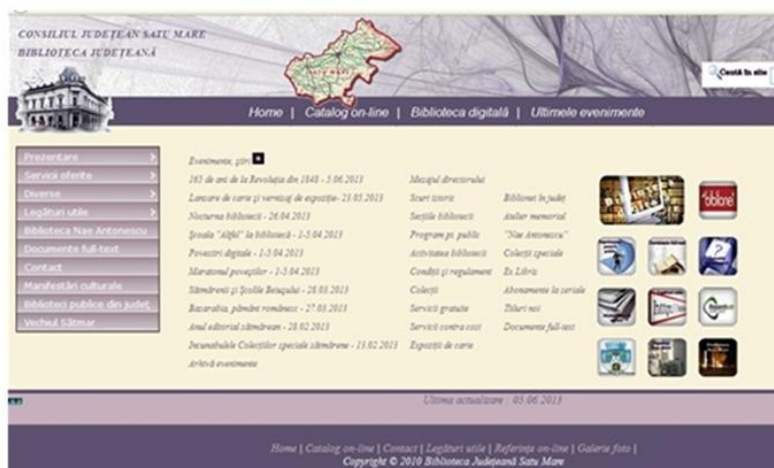 CONSILIUL JUDEȚEAN SATU MARE
BIBLIOTECA JUDEȚEANĂ
SATU MARE
Caută în site
Home | Catalog on-line | Biblioteca digitală | Ultimele evenimente
Prezentare
Servicii oferite
Diverse
Legături utile
Biblioteca Nae Antonescu
Documente full-text
Contact
Manifestări culturale
Biblioteci publice din județ
Vechiul Sătmar
Evenimente, știri
165 de ani de la Revoluția din 1848 - 5.06.2013
Lansare de carte și vernisaj de expoziție- 23.05.2013
Nocturna bibliotecii - 26.04.2013
Școala "Altfel" la bibliotecă - 1-5.04.2013
Povestiri digitale - 1-5.04.2013
Maratonul poveștilor - 1-5.04.2013
Sătmărenii și Școlile Beiușului - 28.03.2013
Basarabia, pământ românesc - 27.03.2013
Anul editorial sătmărean - 28.02.2013
Incunabulele Colecțiilor speciale sătmărene - 13.02.2013
Arhivă evenimente
Mesajul directorului
Scurt istoric
Secțiile bibliotecii
Program pt. public
Activitatea bibliotecii
Condiții și regulament
Colecții
Servicii gratuite
Servicii contra cost
Expoziții de carte
Biblionet în județ
Atelier memorial
"Nae Antonescu"
Colecții speciale
Ex Libris
Abonamente la seriale
Titluri noi
Documente full-text
http:
Ultima actualizare : 05.06.2013
Home | Catalog on-line | Contact | Legături utile | Referințe on-line | Galerie foto |
Copyright © 2010 Biblioteca Județeană Satu Mare